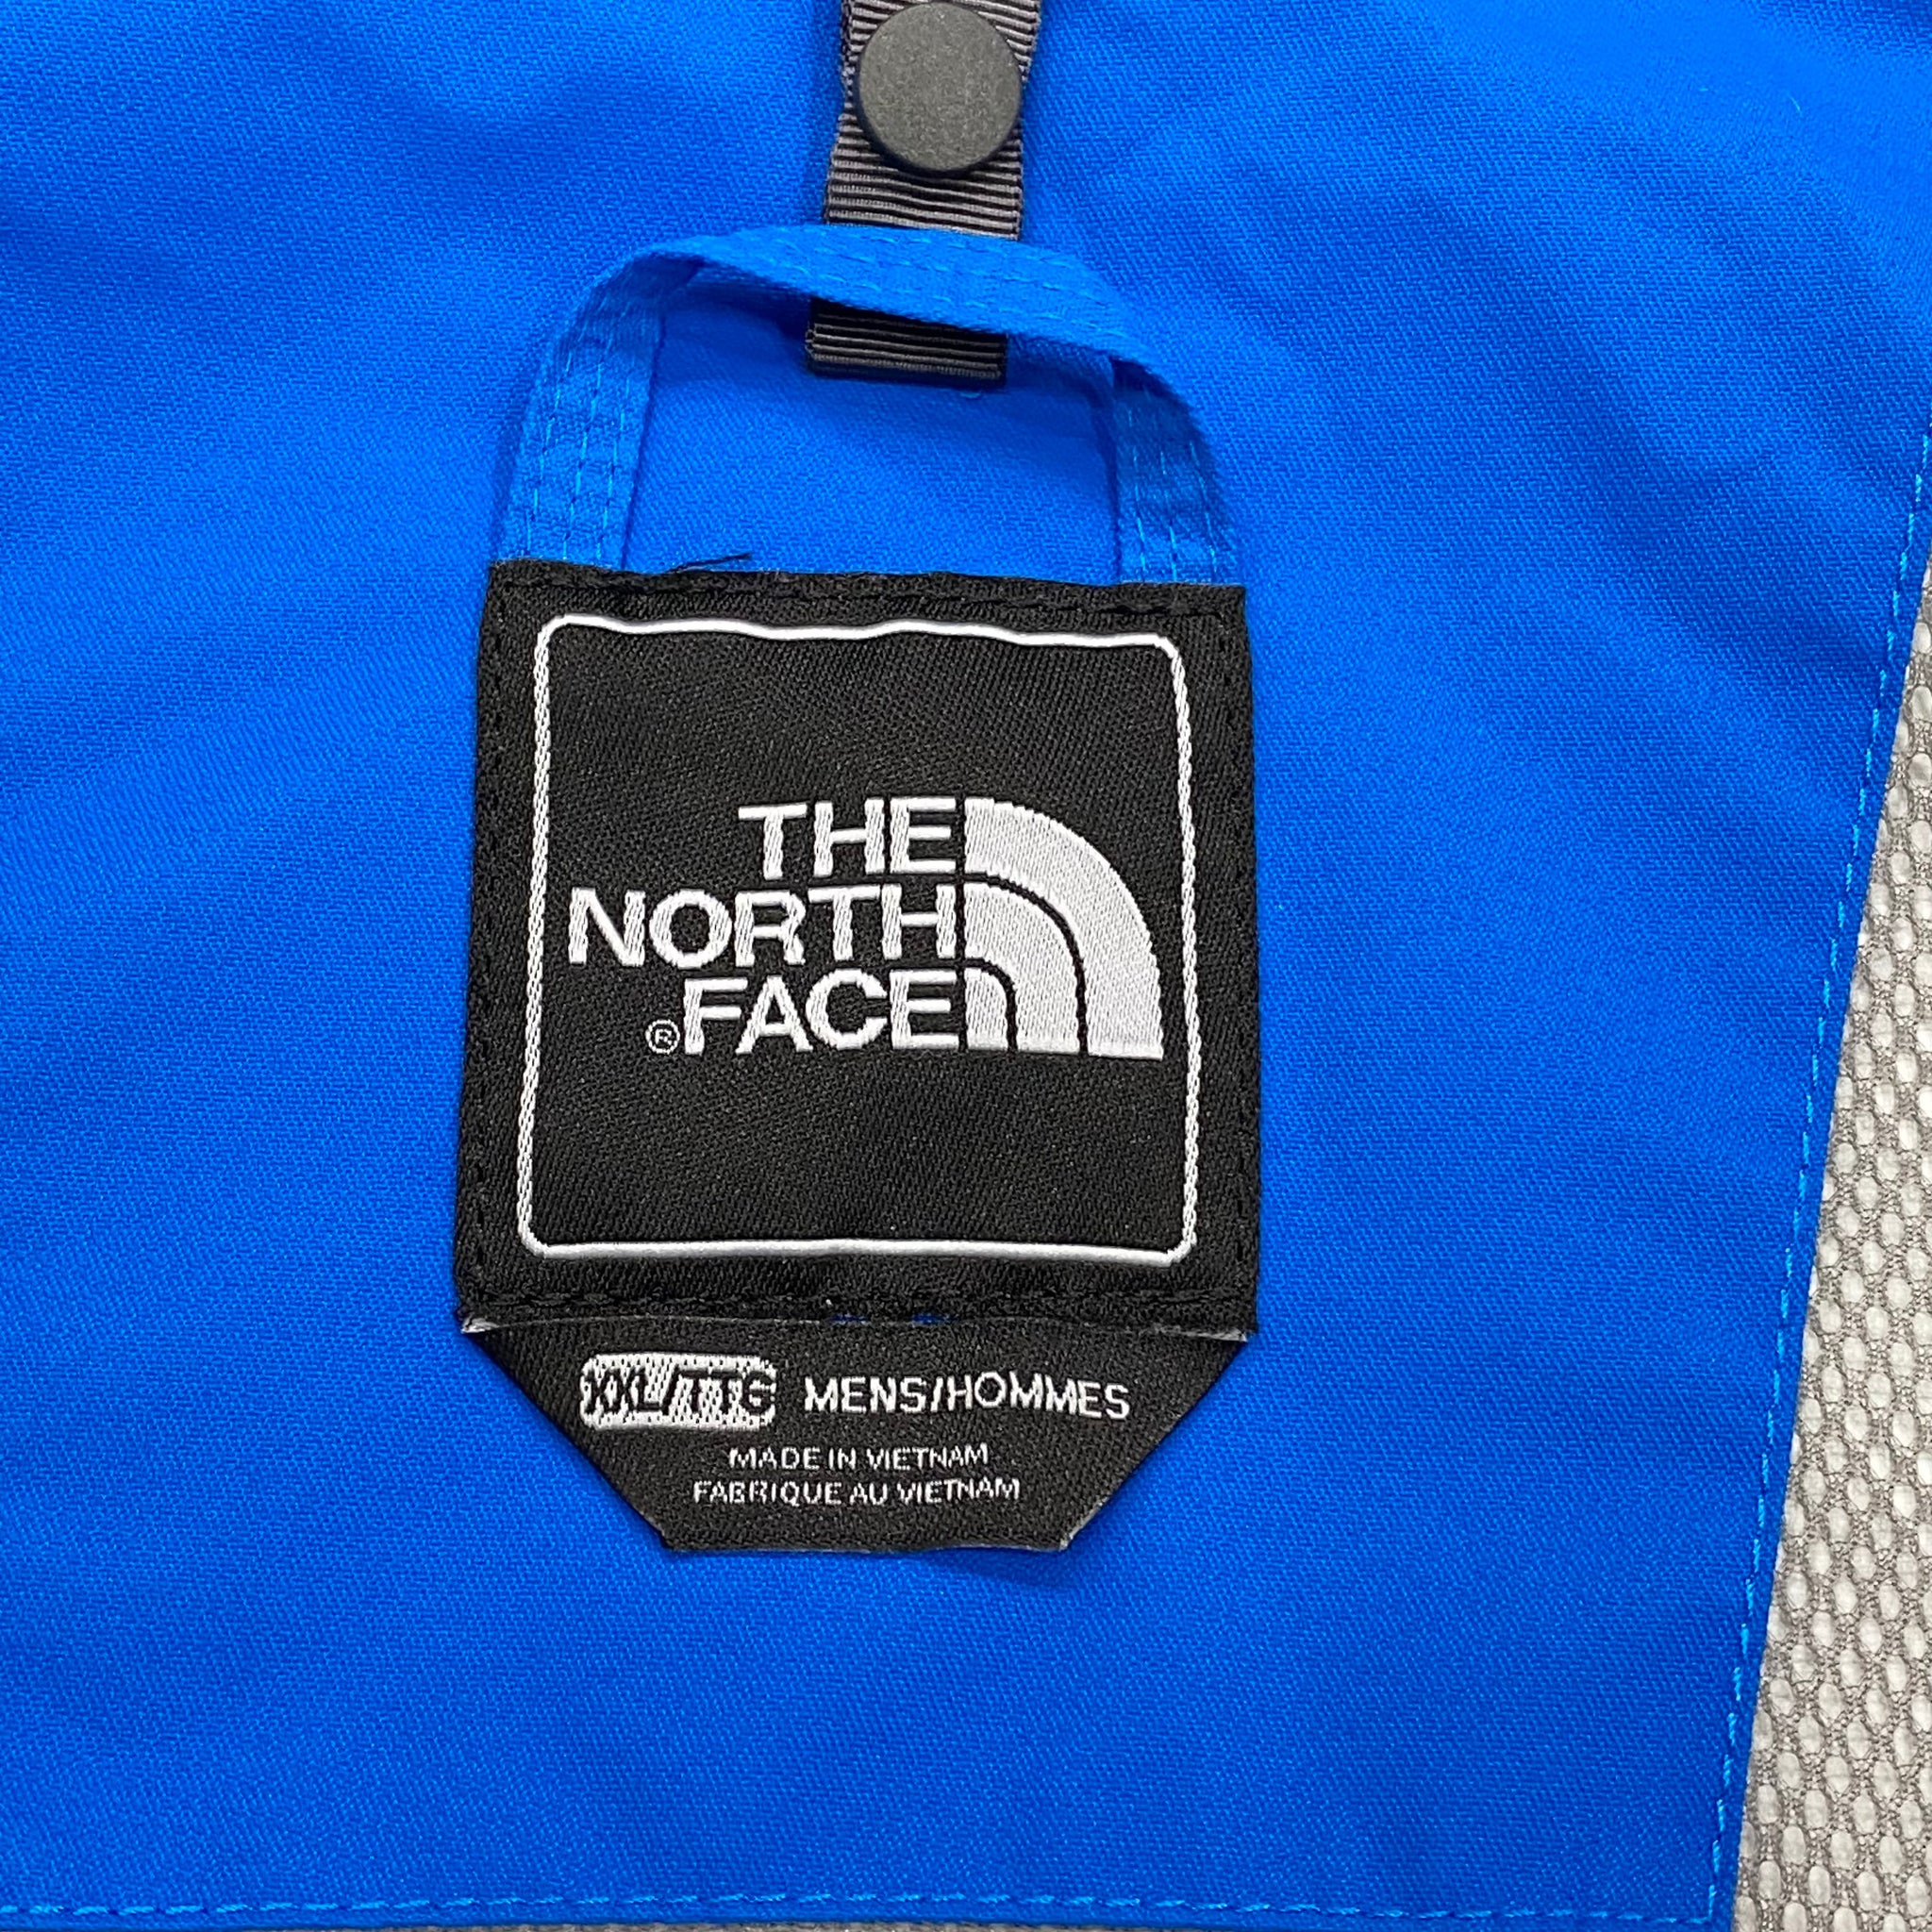 THE
NORTH
®FACE
XXL/TTG MENS/HOMMES
MADE IN VIETNAM
FABRIQUE AU VIETNAM